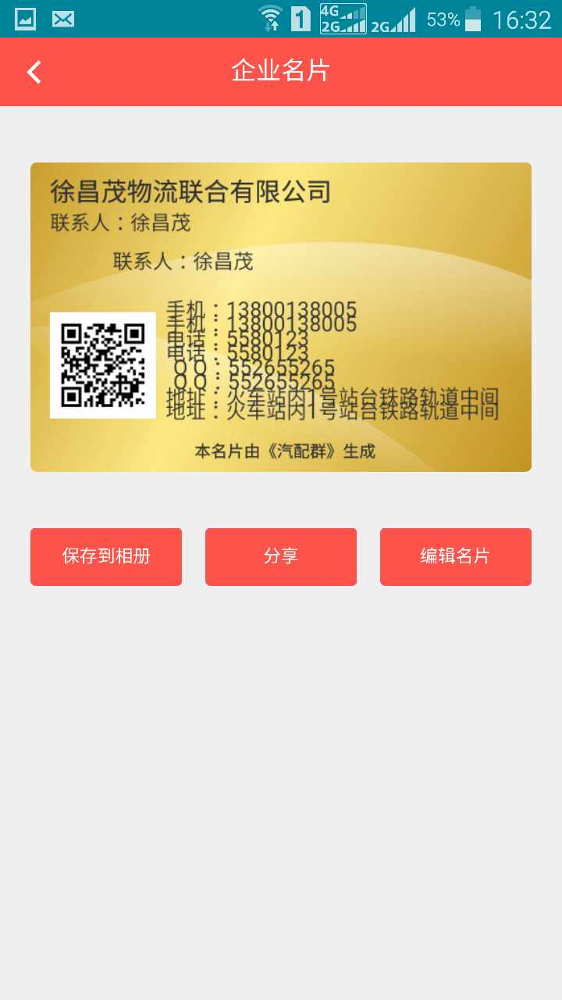 4G
2G
1
2G
53%
16:32
企业名片
徐昌茂物流联合有限公司
联系人：徐昌茂
联系人：徐昌茂
手机：13800138005
手机：13800138005
电话：5580123
电话：5580123
QQ：552655265
QQ：552655265
地址：火车站内1号站台铁路轨道中间
地址：火车站内1号站台铁路轨道中间
本名片由《汽配群》生成
保存到相册
分享
编辑名片